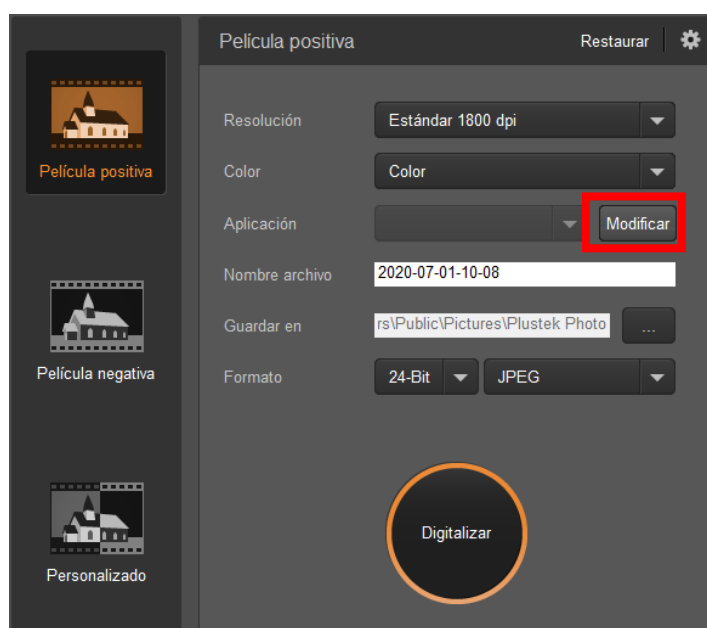 Película positiva
Restaurar
Película positiva
Resolución
Estándar 1800 dpi
Color
Color
Aplicación
Modificar
Nombre archivo
2020-07-01-10-08
Guardar en
rs\Public\Pictures\Plustek Photo
...
Película negativa
Formato
24-Bit
JPEG
Digitalizar
Personalizado